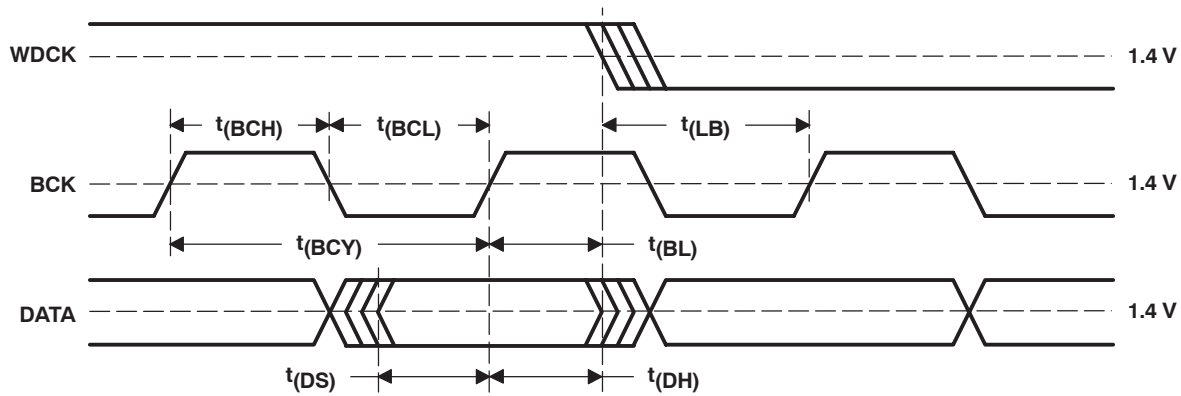 WDCK
1.4 V
t(BCH)
t(BCL)
t(LB)
BCK
1.4 V
t(BCY)
t(BL)
DATA
1.4 V
t(DS)
t(DH)